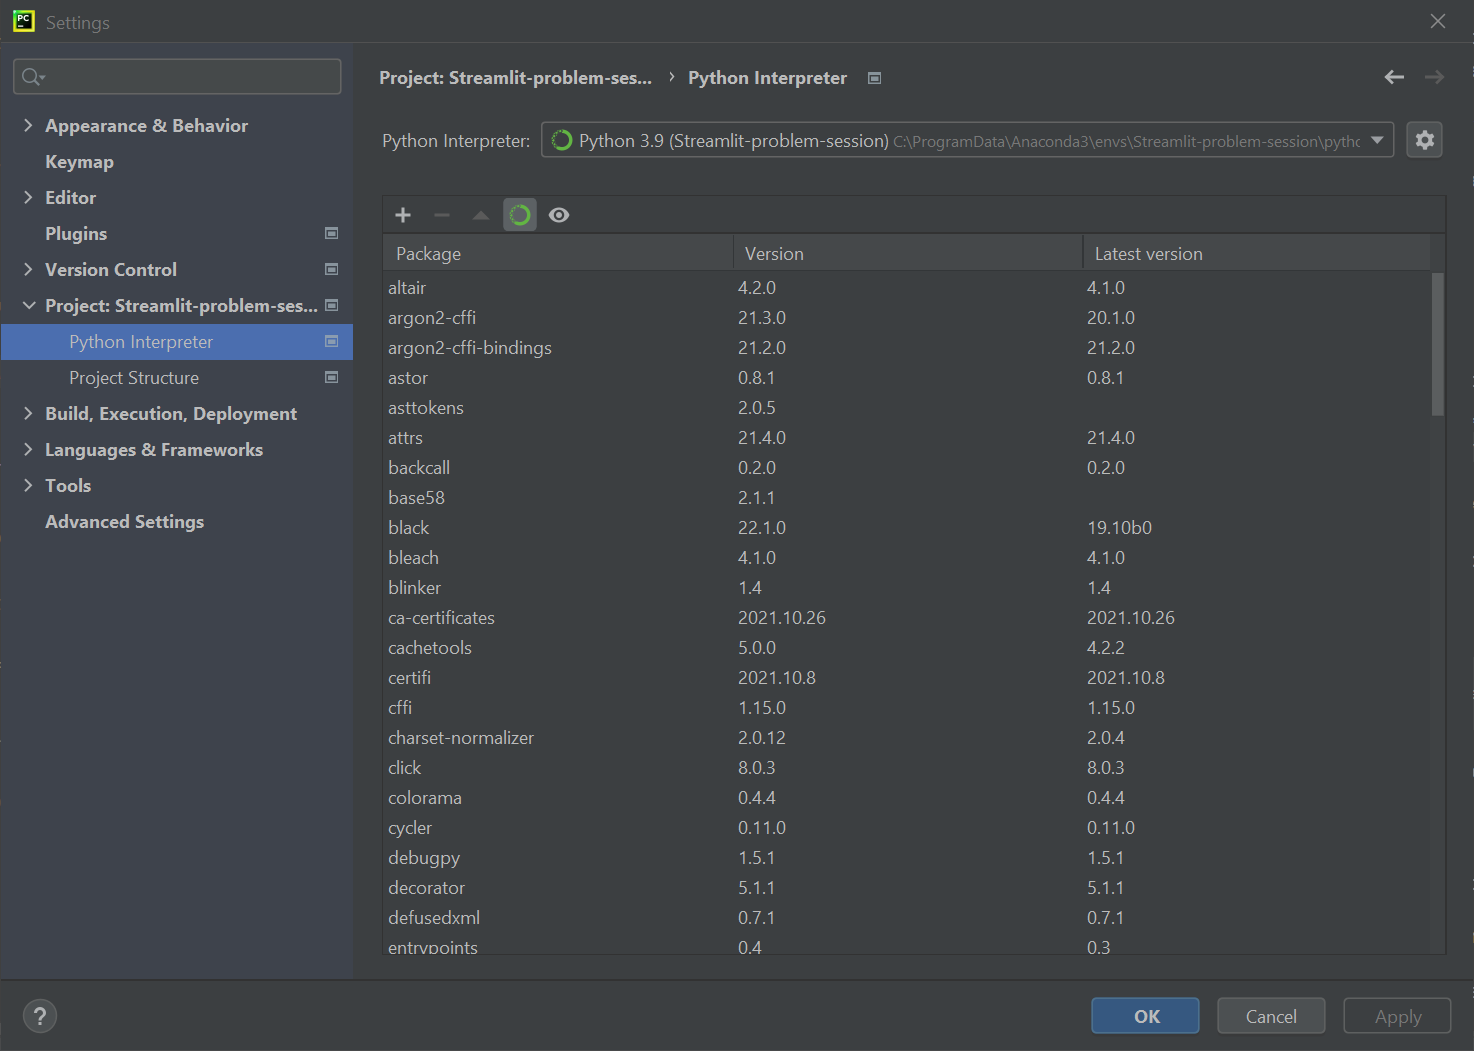 PC
Settings
Appearance & Behavior
Keymap
Editor
Plugins
Version Control
Project: Streamlit-problem-ses...
Python Interpreter
Project Structure
Build, Execution, Deployment
Languages & Frameworks
Tools
Advanced Settings
Project: Streamlit-problem-ses... › Python Interpreter
Python Interpreter: Python 3.9 (Streamlit-problem-session) C:\ProgramData\Anaconda3\envs\Streamlit-problem-session\pythc
Package Version Latest version
altair 4.2.0 4.1.0
argon2-cffi 21.3.0 20.1.0
argon2-cffi-bindings 21.2.0 21.2.0
astor 0.8.1 0.8.1
asttokens 2.0.5
attrs 21.4.0 21.4.0
backcall 0.2.0 0.2.0
base58 2.1.1
black 22.1.0 19.10b0
bleach 4.1.0 4.1.0
blinker 1.4 1.4
ca-certificates 2021.10.26 2021.10.26
cachetools 5.0.0 4.2.2
certifi 2021.10.8 2021.10.8
cffi 1.15.0 1.15.0
charset-normalizer 2.0.12 2.0.4
click 8.0.3 8.0.3
colorama 0.4.4 0.4.4
cycler 0.11.0 0.11.0
debugpy 1.5.1 1.5.1
decorator 5.1.1 5.1.1
defusedxml 0.7.1 0.7.1
entrypoints 0.4 0.3
?
OK Cancel Apply